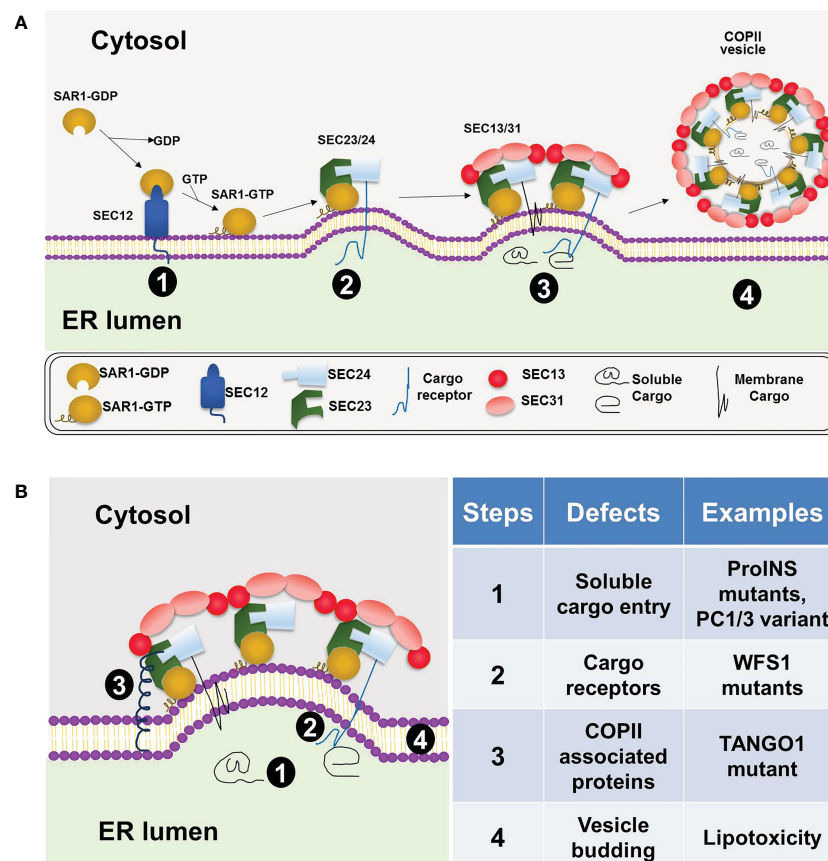 A
Cytosol
COPII
vesicle
SAR1-GDP
GDP
SEC23/24
SEC13/31
GTP
SAR1-GTP
SEC12
1
2
3
4
ER lumen
SAR1-GDP
SAR1-GTP
SEC12
SEC24
SEC23
Cargo
receptor
SEC13
SEC31
Soluble
Cargo
Membrane
Cargo
B
Cytosol
3
2
4
1
ER lumen
Steps
Defects
Examples
1
Soluble
cargo entry
ProINS
mutants,
PC1/3 variant
2
Cargo
receptors
WFS1
mutants
3
COPII
associated
proteins
TANGO1
mutant
4
Vesicle
budding
Lipotoxicity